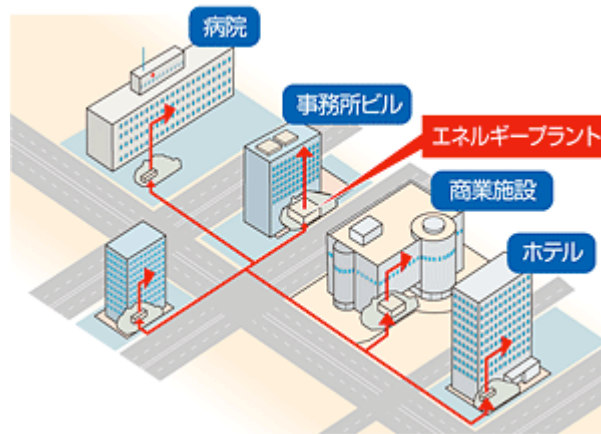 病院
事務所ビル
エネルギープラント
商業施設
ホテル